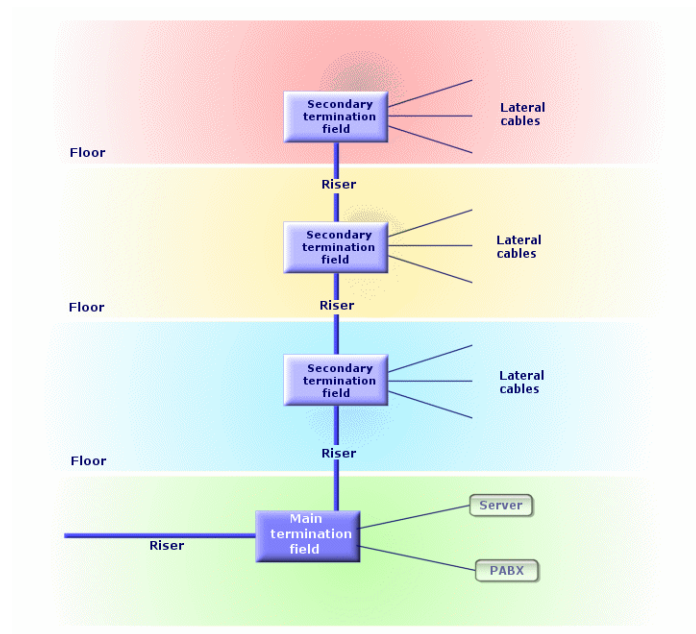 Secondary
termination
field
Lateral
cables
Floor
Riser
Secondary
termination
field
Lateral
cables
Floor
Riser
Secondary
termination
field
Lateral
cables
Floor
Riser
Main
termination
field
Server
Riser
PABX